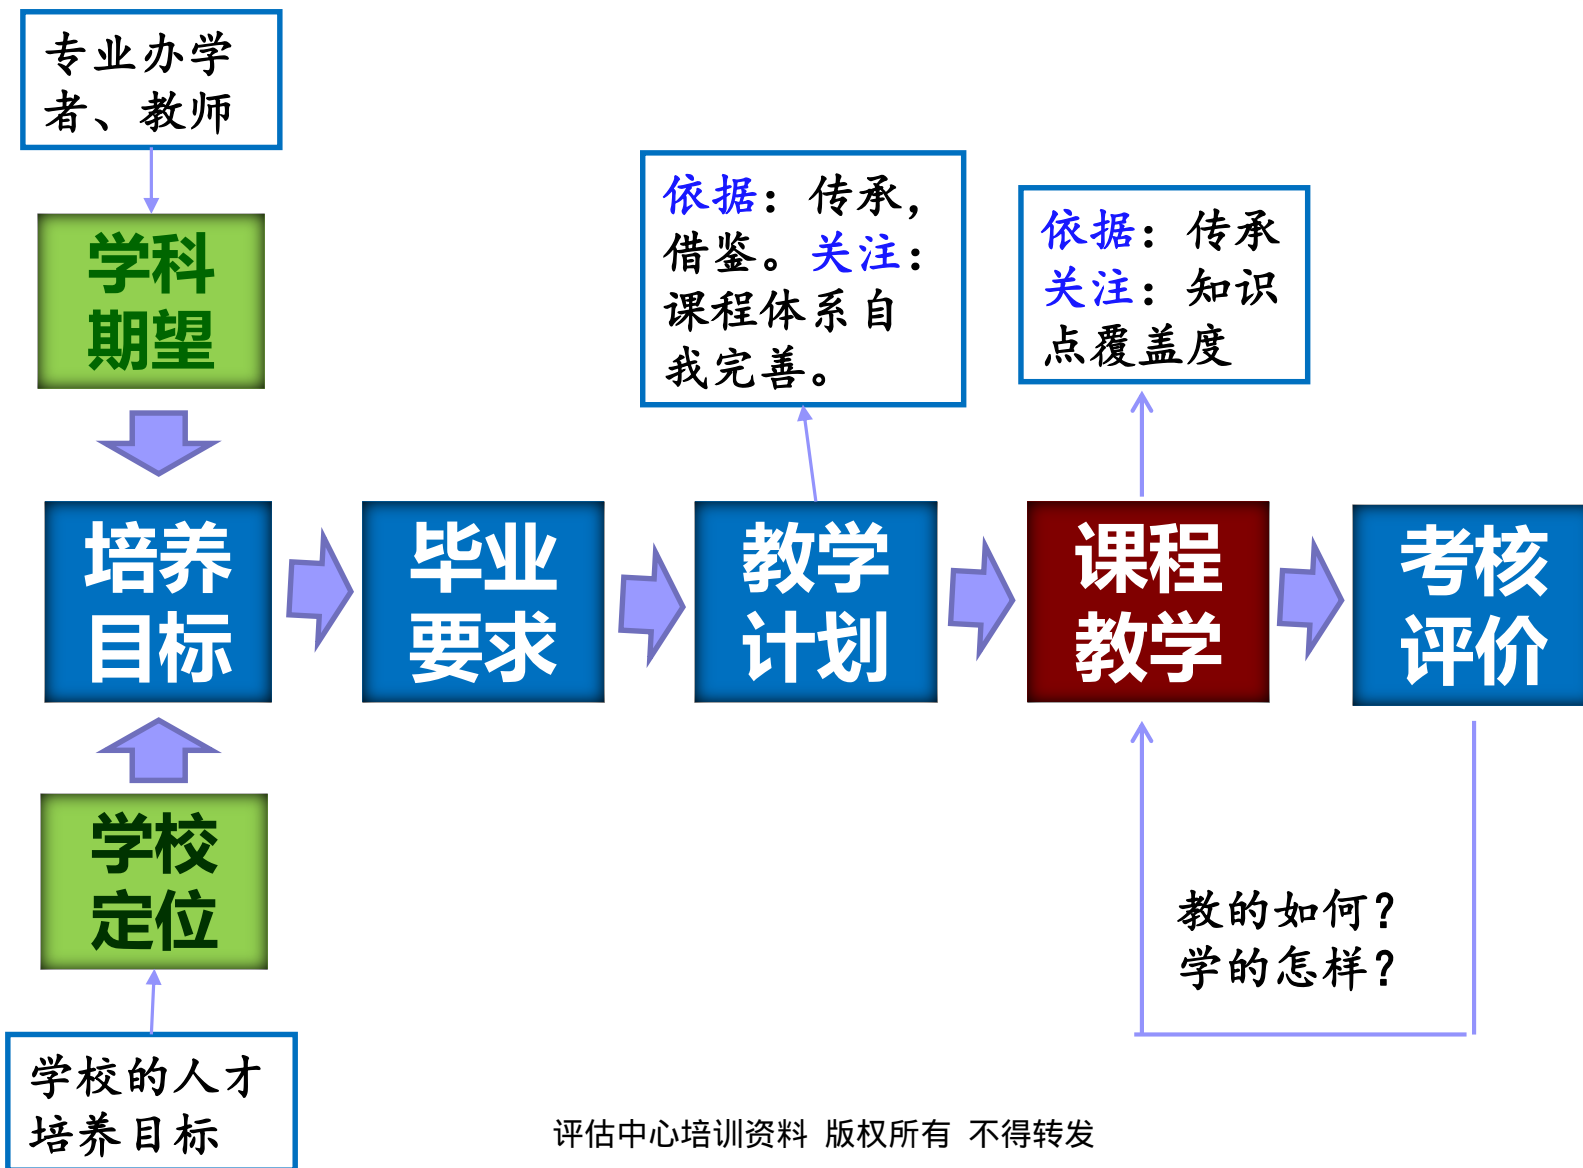 专业办学
者、教师
学科
期望
依据：传承，
借鉴。关注：
课程体系自
我完善。
依据：传承
关注：知识
点覆盖度
培养
目标
毕业
要求
教学
计划
课程
教学
考核
评价
学校
定位
教的如何？
学的怎样？
学校的人才
培养目标
评估中心培训资料 版权所有 不得转发